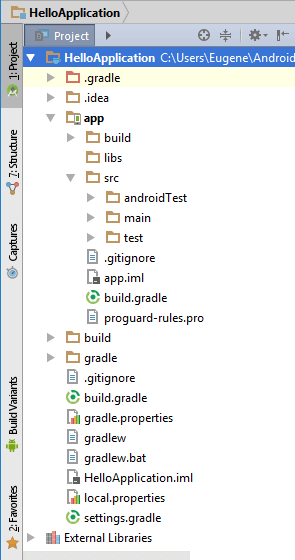 HelloApplication
1: Project
7: Structure
Captures
Build Variants
2: Favorites
Project
HelloApplication C:\Users\Eugene\Android
.gradle
.idea
app
build
libs
src
androidTest
main
test
.gitignore
app.iml
build.gradle
proguard-rules.pro
build
gradle
.gitignore
build.gradle
gradle.properties
gradlew
gradlew.bat
HelloApplication.iml
local.properties
settings.gradle
External Libraries